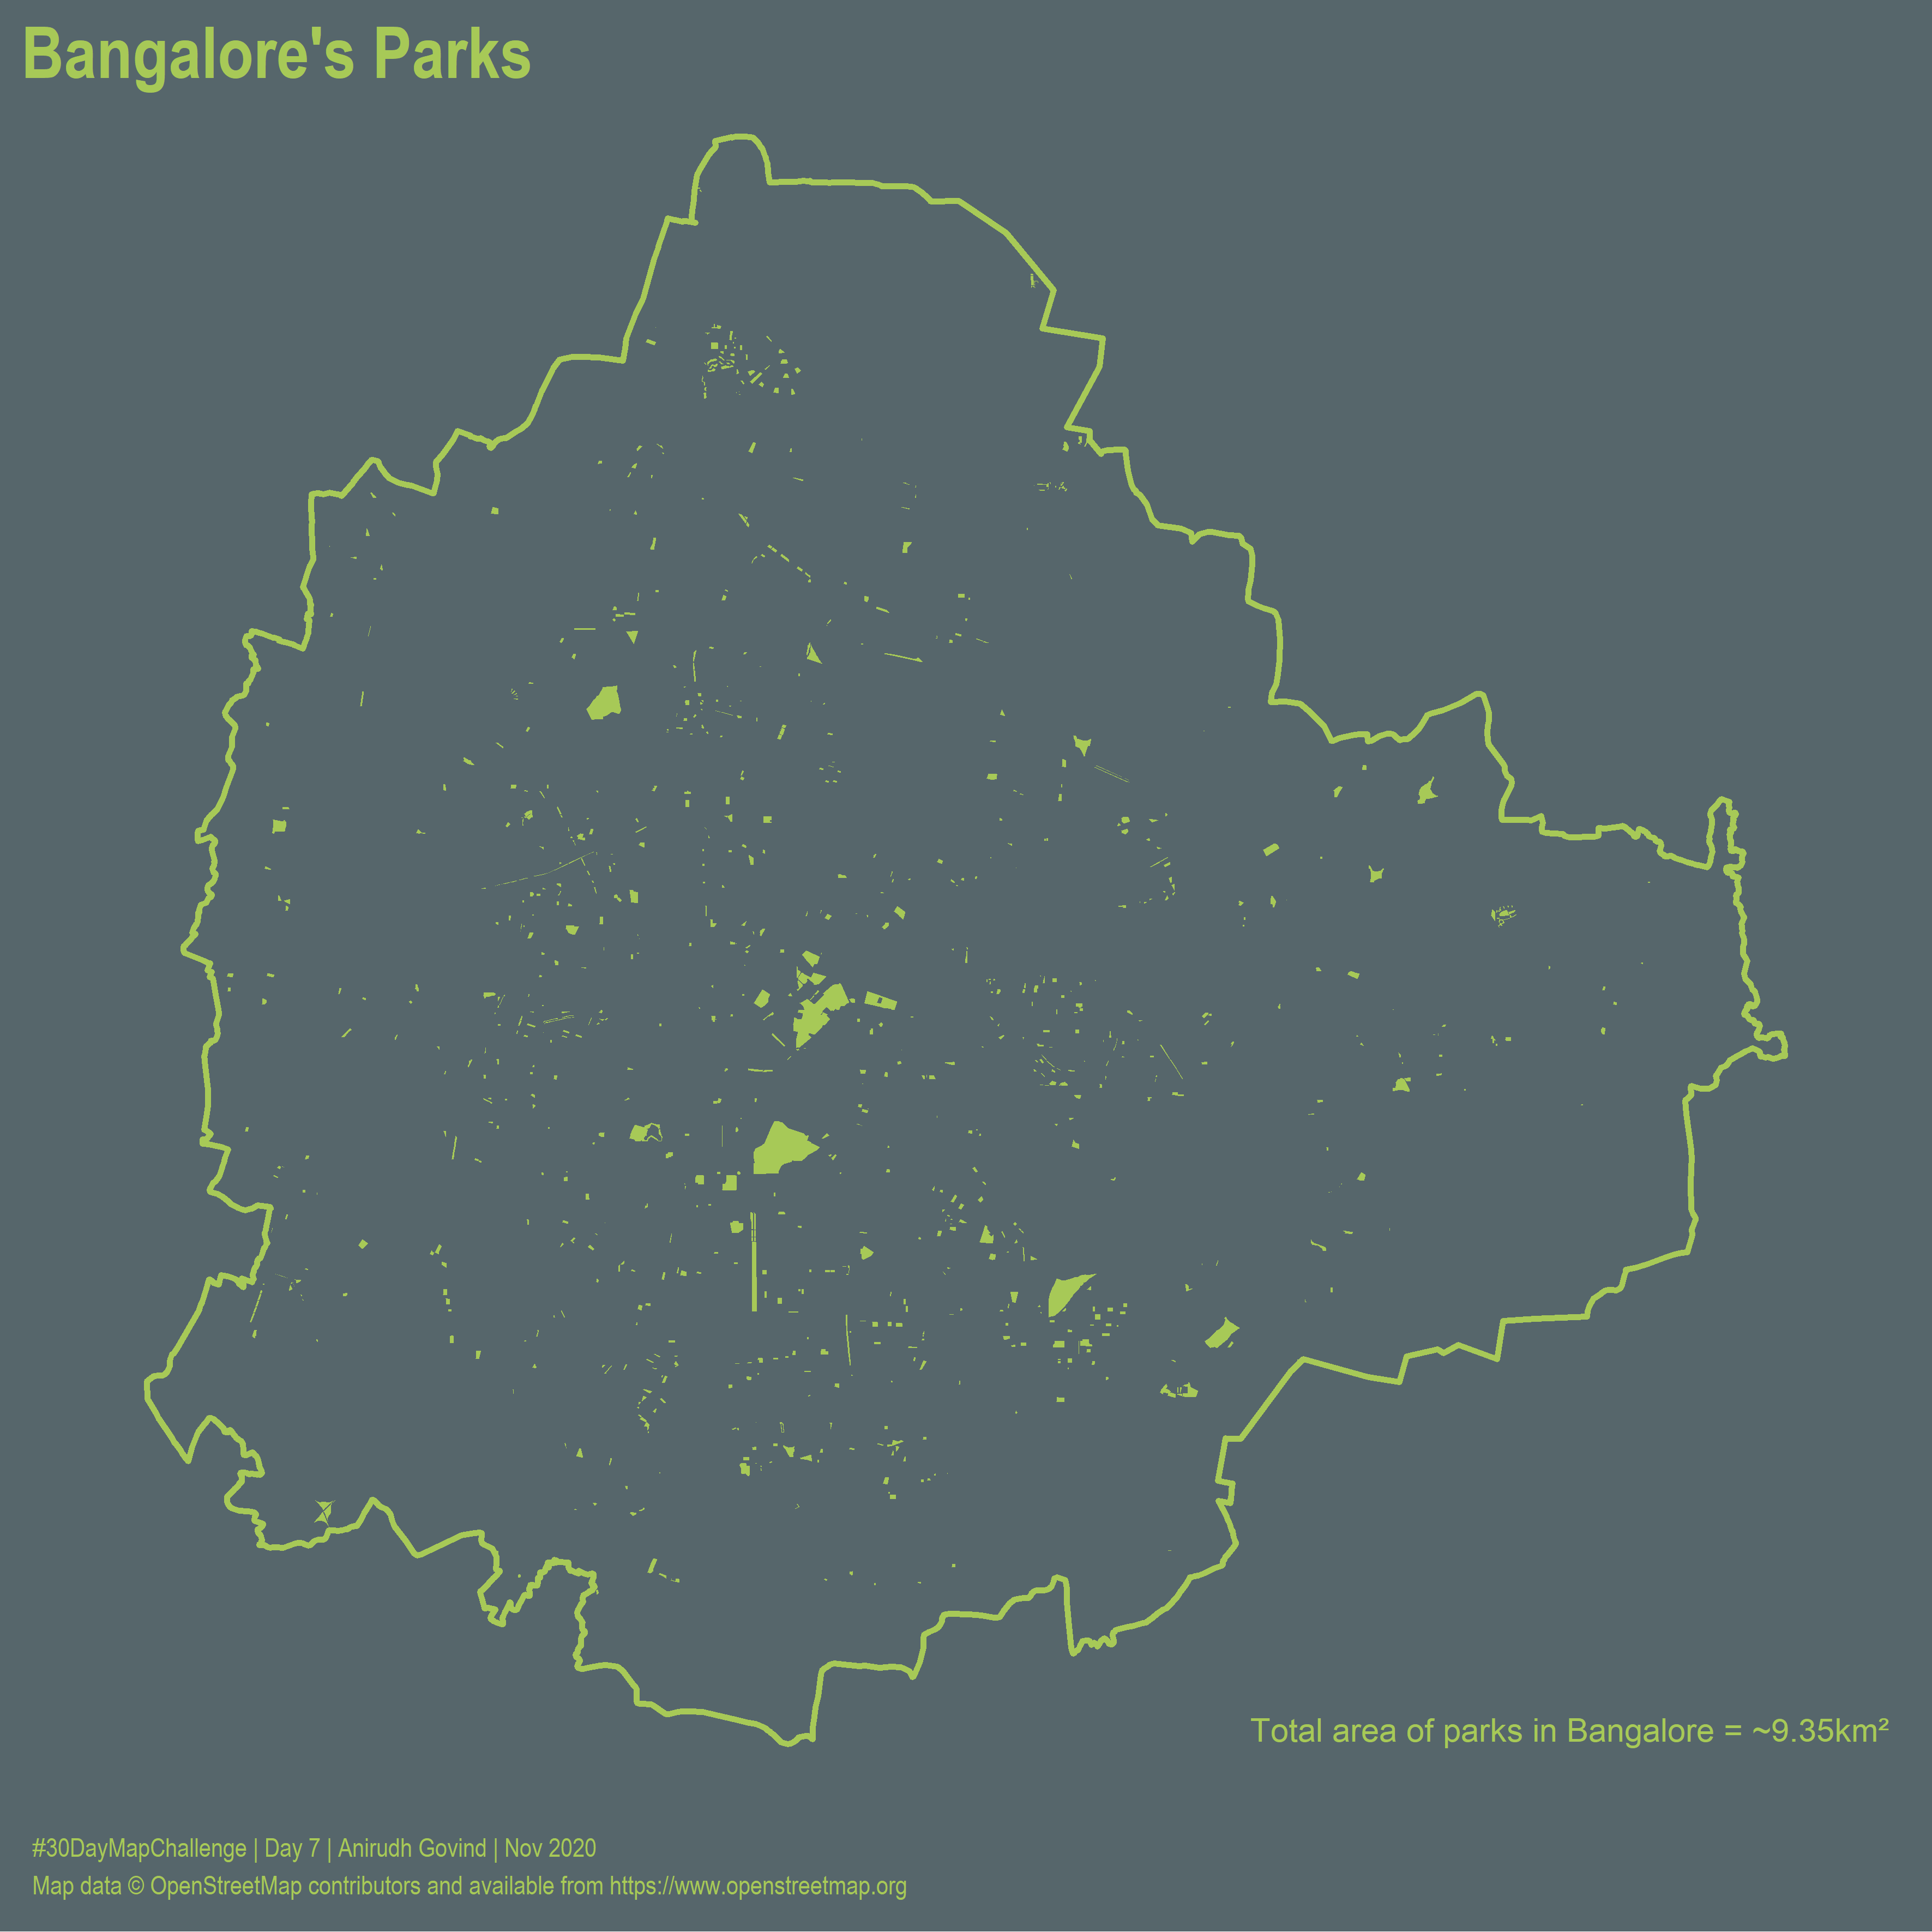 Bangalore's Parks
Total area of parks in Bangalore = ~9.35km²
#30DayMapChallenge | Day 7 | Anirudh Govind | Nov 2020
Map data © OpenStreetMap contributors and available from https://www.openstreetmap.org